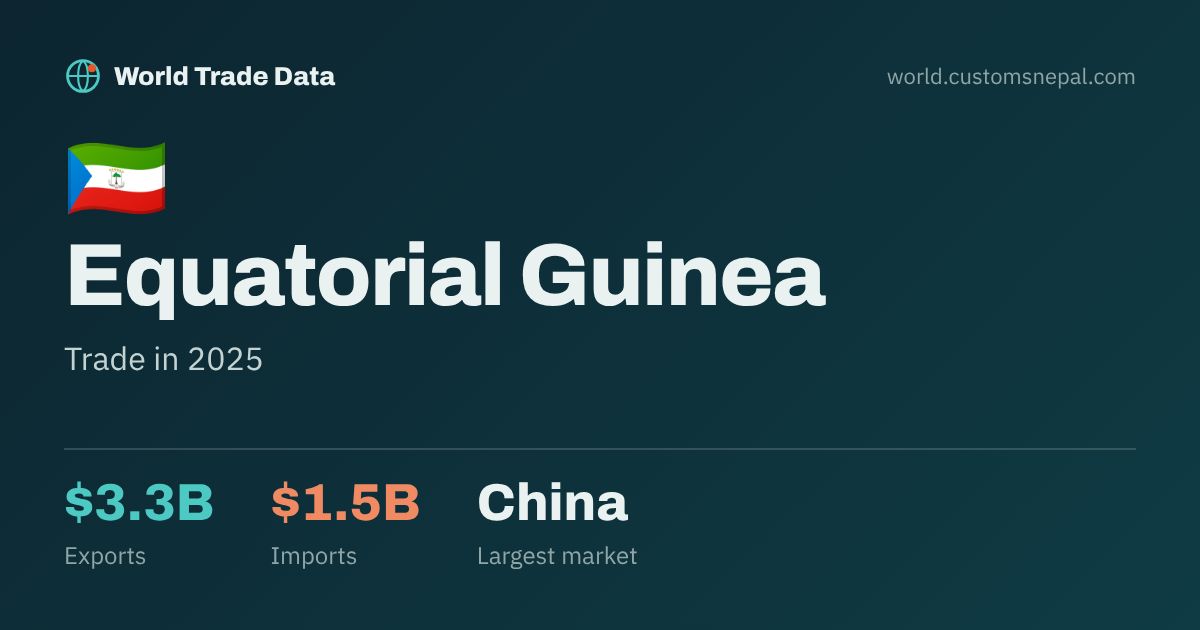 World Trade Data
world.customsnepal.com
Equatorial Guinea
Trade in 2025
$3.3B $1.5B China
Exports Imports Largest market